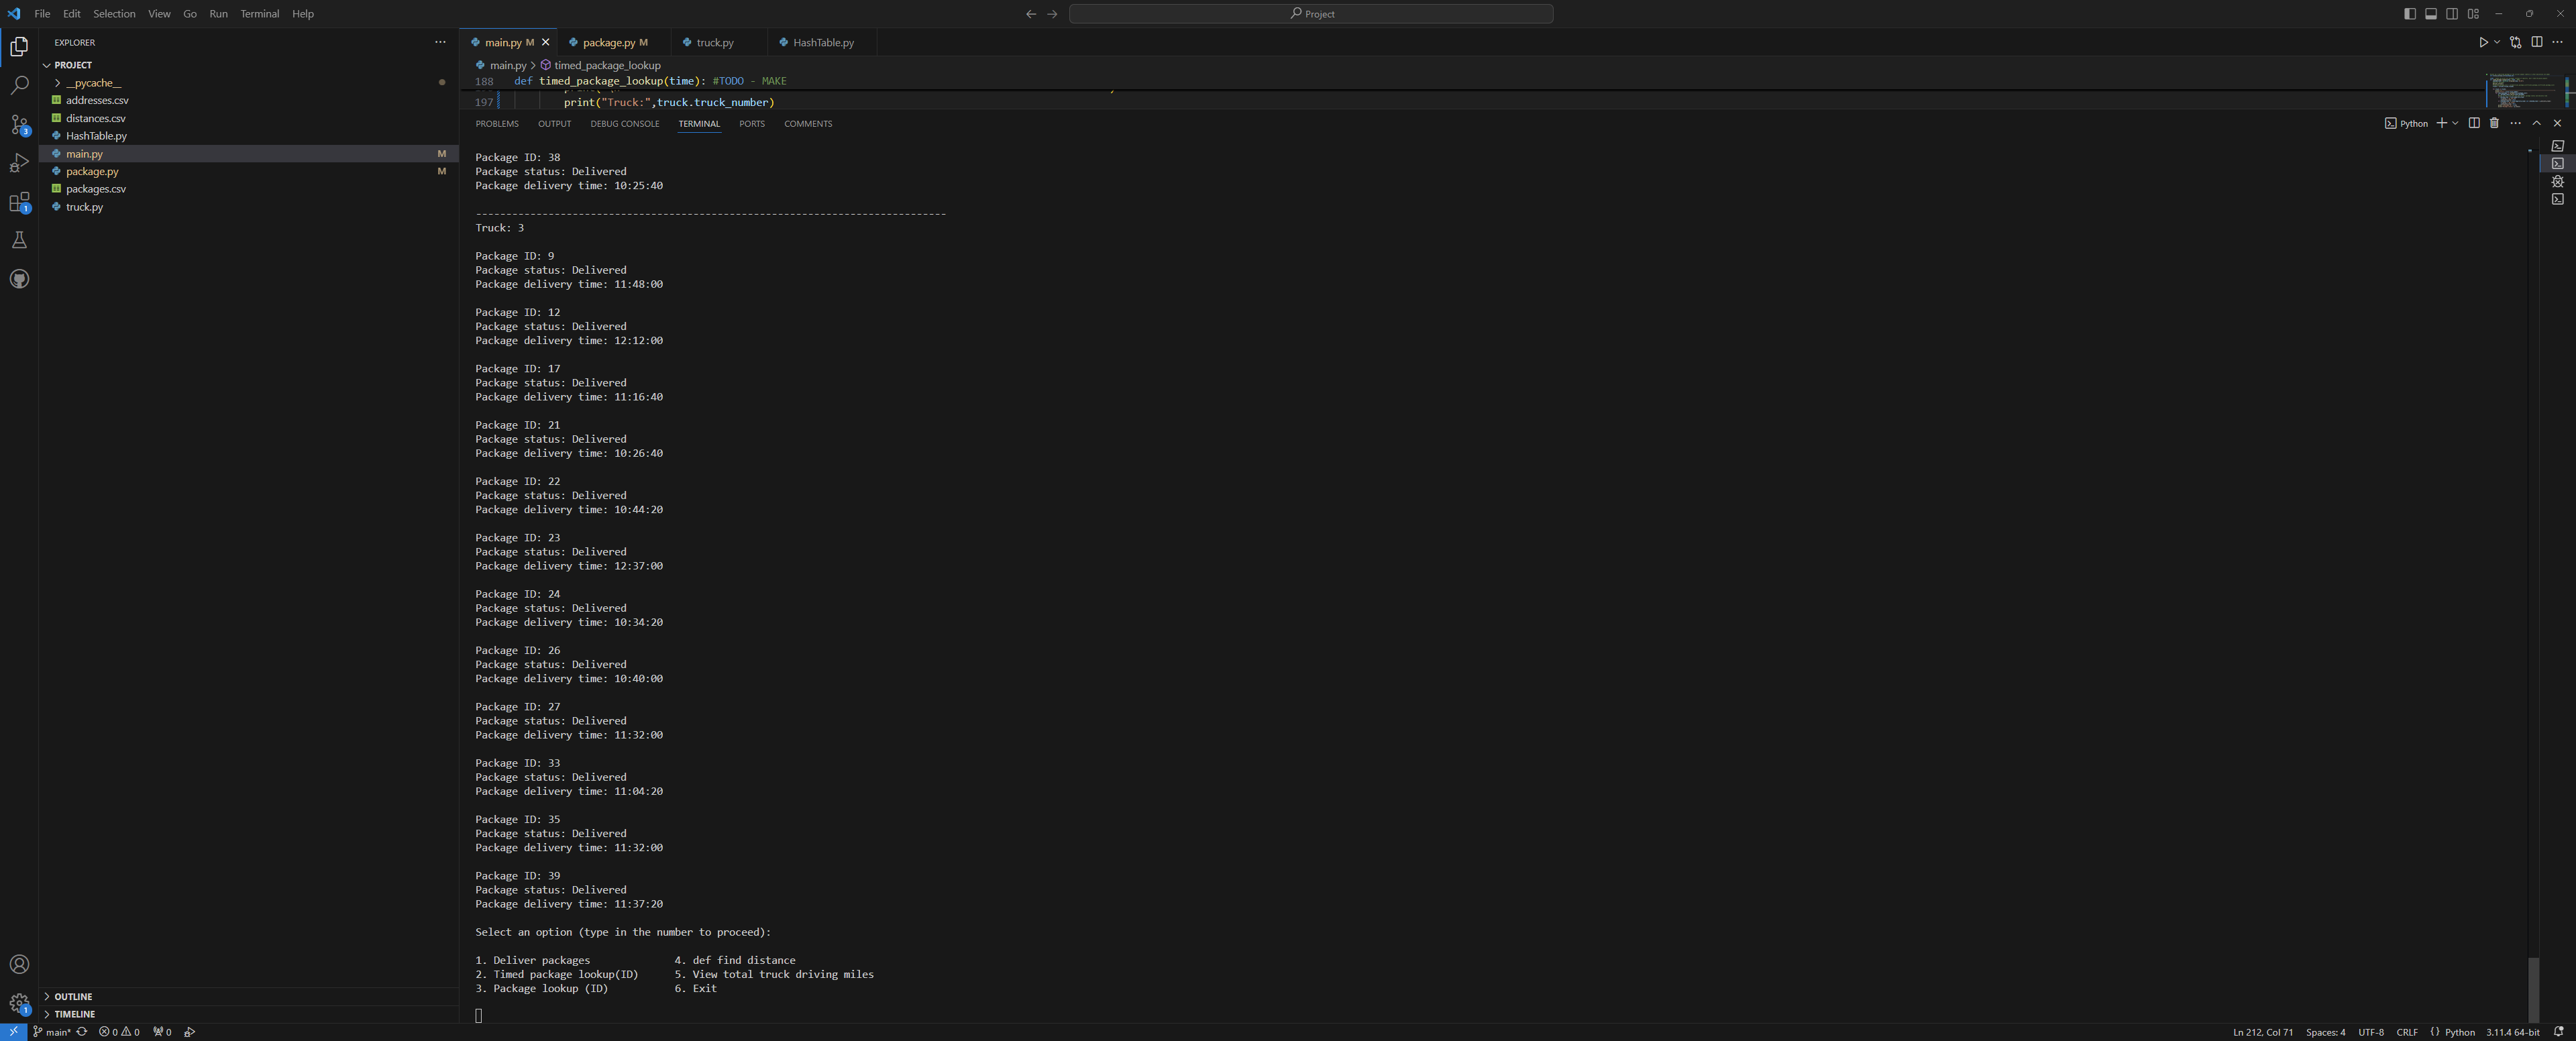 File Edit Selection View Go Run Terminal Help
Project
EXPLORER
PROJECT
__pycache__
addresses.csv
distances.csv
HashTable.py
main.py M
package.py M
packages.csv
truck.py
OUTLINE
TIMELINE
main.py M package.py M truck.py HashTable.py
main.py > timed_package_lookup
188 def timed_package_lookup(time): #TODO - MAKE
197 print("Truck:",truck.truck_number)
PROBLEMS OUTPUT DEBUG CONSOLE TERMINAL PORTS COMMENTS
Python
Package ID: 38
Package status: Delivered
Package delivery time: 10:25:40
------------------------------------------------------------------------------
Truck: 3
Package ID: 9
Package status: Delivered
Package delivery time: 11:48:00
Package ID: 12
Package status: Delivered
Package delivery time: 12:12:00
Package ID: 17
Package status: Delivered
Package delivery time: 11:16:40
Package ID: 21
Package status: Delivered
Package delivery time: 10:26:40
Package ID: 22
Package status: Delivered
Package delivery time: 10:44:20
Package ID: 23
Package status: Delivered
Package delivery time: 12:37:00
Package ID: 24
Package status: Delivered
Package delivery time: 10:34:20
Package ID: 26
Package status: Delivered
Package delivery time: 10:40:00
Package ID: 27
Package status: Delivered
Package delivery time: 11:32:00
Package ID: 33
Package status: Delivered
Package delivery time: 11:04:20
Package ID: 35
Package status: Delivered
Package delivery time: 11:32:00
Package ID: 39
Package status: Delivered
Package delivery time: 11:37:20
Select an option (type in the number to proceed):
1. Deliver packages 4. def find distance
2. Timed package lookup(ID) 5. View total truck driving miles
3. Package lookup (ID) 6. Exit
3
1
1
main* 0 0 0 Ln 212, Col 71 Spaces: 4 UTF-8 CRLF {} Python 3.11.4 64-bit